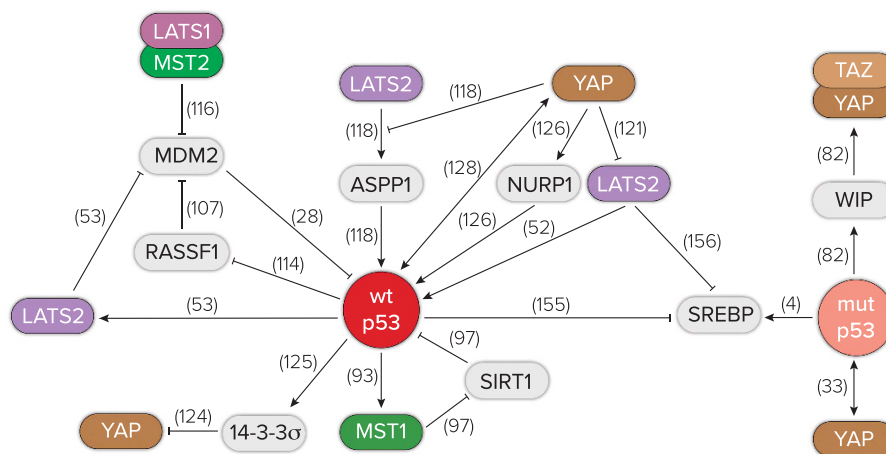 LATS1
MST2
LATS2
YAP
TAZ
YAP
(116)
(118)
(118)
(126)
(121)
(82)
MDM2
ASPP1
(128)
NURP1
LATS2
WIP
(53)
(107)
(28)
(118)
(126)
(52)
(156)
(82)
RASSF1
(114)
LATS2
(53)
wt
p53
(155)
SREBP
(4)
mut
p53
(125)
(93)
(97)
SIRT1
(33)
YAP
(124)
14-3-3σ
MST1
(97)
YAP